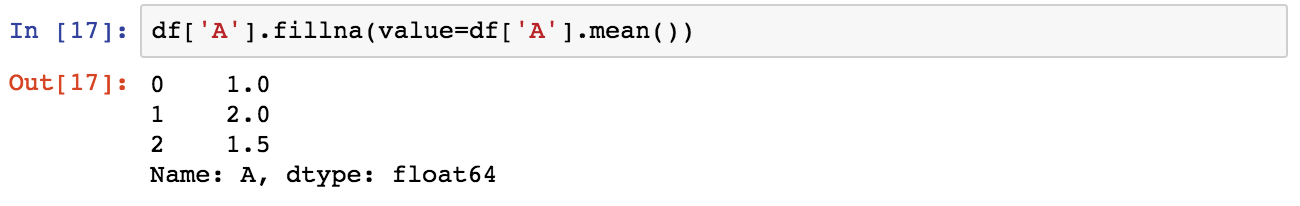 In [17]: df['A'].fillna(value=df['A'].mean())
Out[17]: 0    1.0
1    2.0
2    1.5
Name: A, dtype: float64